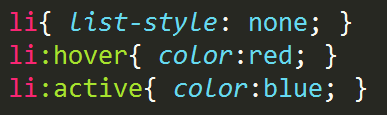 li{ list-style: none; }
li:hover{ color:red; }
li:active{ color:blue; }